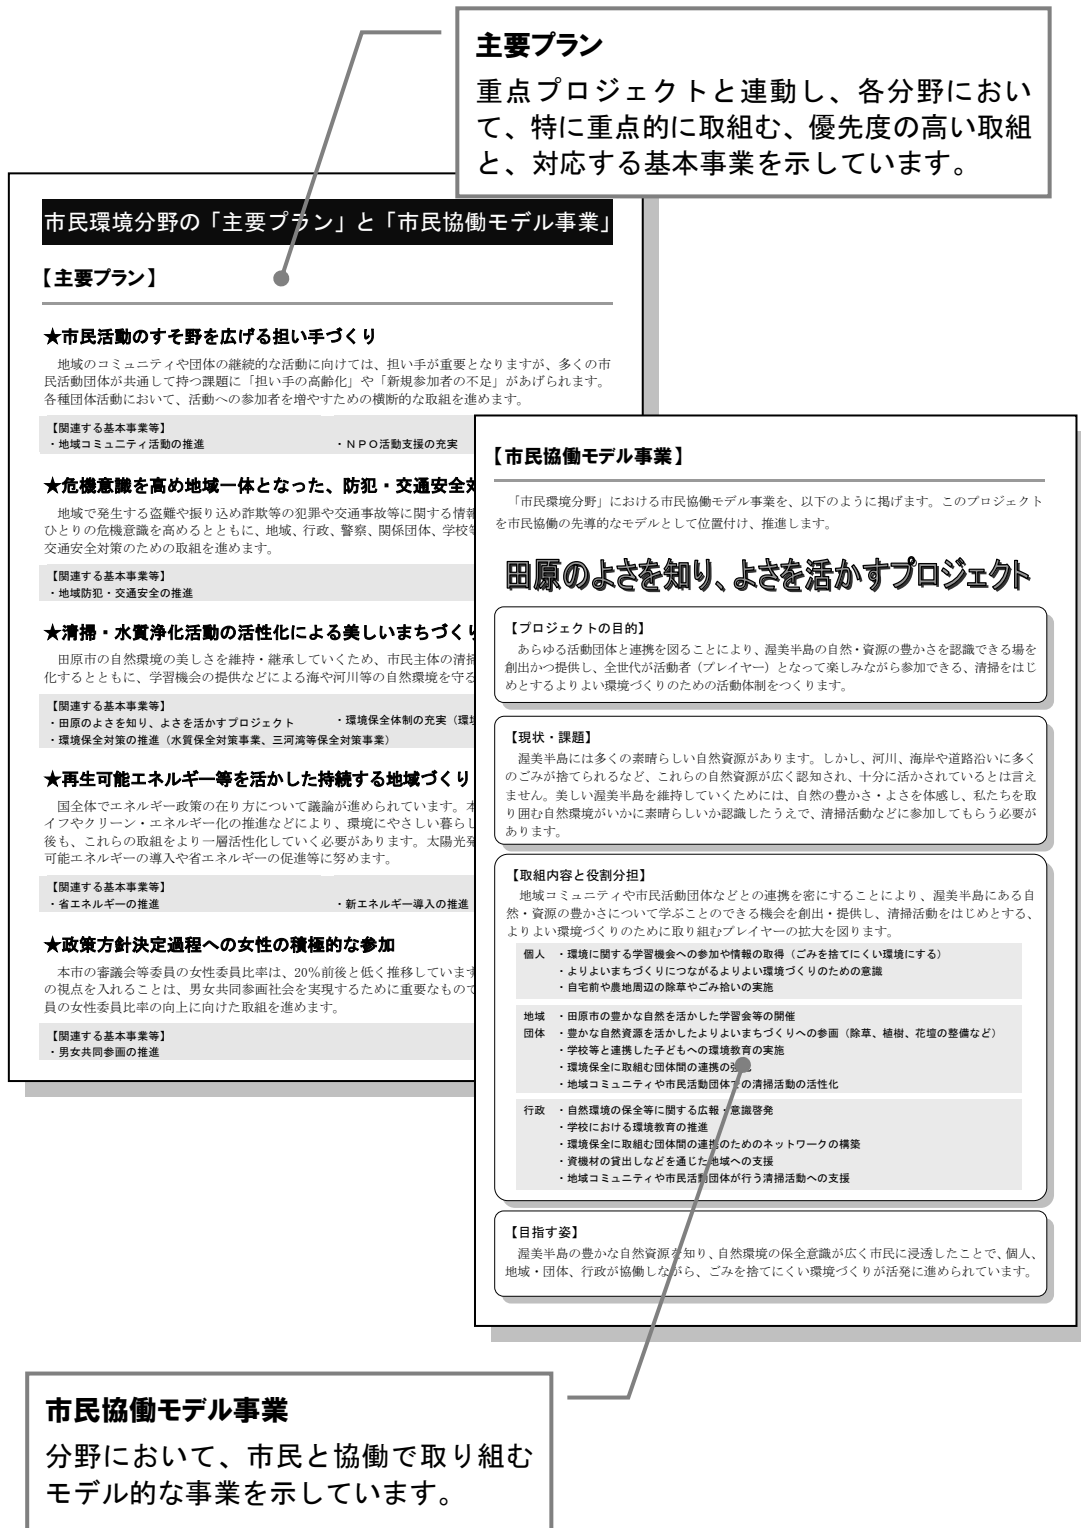 主要プラン
重点プロジェクトと連動し、各分野におい
て、特に重点的に取組む、優先度の高い取組
と、対応する基本事業を示しています。
市民環境分野の「主要プラン」と「市民協働モデル事業」
【主要プラン】
★市民活動のすそ野を広げる担い手づくり
地域のコミュニティや団体の継続的な活動に向けては、担い手が重要となりますが、多くの市
民活動団体が共通して持つ課題に「担い手の高齢化」や「新規参加者の不足」があげられます。
各種団体活動において、活動への参加者を増やすための横断的な取組を進めます。
【関連する基本事業等】
・地域コミュニティ活動の推進 ・ＮＰＯ活動支援の充実
★危機意識を高め地域一体となった、防犯・交通安全対
地域で発生する盗難や振り込め詐欺等の犯罪や交通事故等に関する情報
ひとりの危機意識を高めるとともに、地域、行政、警察、関係団体、学校等
交通安全対策のための取組を進めます。
【関連する基本事業等】
・地域防犯・交通安全の推進
★清掃・水質浄化活動の活性化による美しいまちづくり
田原市の自然環境の美しさを維持・継承していくため、市民主体の清掃
化するとともに、学習機会の提供などによる海や河川等の自然環境を守る
【関連する基本事業等】
・田原のよさを知り、よさを活かすプロジェクト ・環境保全体制の充実（環境
・環境保全対策の推進（水質保全対策事業、三河湾等保全対策事業）
★再生可能エネルギー等を活かした持続する地域づくり
国全体でエネルギー政策の在り方について議論が進められています。本
イフやクリーン・エネルギー化の推進などにより、環境にやさしい暮らし
後も、これらの取組をより一層活性化していく必要があります。太陽光発
可能エネルギーの導入や省エネルギーの促進等に努めます。
【関連する基本事業等】
・省エネルギーの推進 ・新エネルギー導入の推進
★政策方針決定過程への女性の積極的な参加
本市の審議会等委員の女性委員比率は、20％前後と低く推移しています
の視点を入れることは、男女共同参画社会を実現するために重要なもので
員の女性委員比率の向上に向けた取組を進めます。
【関連する基本事業等】
・男女共同参画の推進
【市民協働モデル事業】
「市民環境分野」における市民協働モデル事業を、以下のように掲げます。このプロジェクト
を市民協働の先導的なモデルとして位置付け、推進します。
田原のよさを知り、よさを活かすプロジェクト
【プロジェクトの目的】
あらゆる活動団体と連携を図ることにより、渥美半島の自然・資源の豊かさを認識できる場を
創出かつ提供し、全世代が活動者（プレイヤー）となって楽しみながら参加できる、清掃をはじ
めとするよりよい環境づくりのための活動体制をつくります。
【現状・課題】
渥美半島には多くの素晴らしい自然資源があります。しかし、河川、海岸や道路沿いに多く
のごみが捨てられるなど、これらの自然資源が広く認知され、十分に活かされているとは言え
ません。美しい渥美半島を維持していくためには、自然の豊かさ・よさを体感し、私たちを取
り囲む自然環境がいかに素晴らしいか認識したうえで、清掃活動などに参加してもらう必要が
あります。
【取組内容と役割分担】
地域コミュニティや市民活動団体などとの連携を密にすることにより、渥美半島にある自
然・資源の豊かさについて学ぶことのできる機会を創出・提供し、清掃活動をはじめとする、
よりよい環境づくりのために取り組むプレイヤーの拡大を図ります。
個人 ・環境に関する学習機会への参加や情報の取得（ごみを捨てにくい環境にする）
・よりよいまちづくりにつながるよりよい環境づくりのための意識
・自宅前や農地周辺の除草やごみ拾いの実施
地域 ・田原市の豊かな自然を活かした学習会等の開催
団体 ・豊かな自然資源を活かしたよりよいまちづくりへの参画（除草、植樹、花壇の整備など）
・学校等と連携した子どもへの環境教育の実施
・環境保全に取組む団体間の連携の強化
・地域コミュニティや市民活動団体での清掃活動の活性化
行政 ・自然環境の保全等に関する広報・意識啓発
・学校における環境教育の推進
・環境保全に取組む団体間の連携のためのネットワークの構築
・資機材の貸出しなどを通じた地域への支援
・地域コミュニティや市民活動団体が行う清掃活動への支援
【目指す姿】
渥美半島の豊かな自然資源を知り、自然環境の保全意識が広く市民に浸透したことで、個人、
地域・団体、行政が協働しながら、ごみを捨てにくい環境づくりが活発に進められています。
市民協働モデル事業
分野において、市民と協働で取り組む
モデル的な事業を示しています。